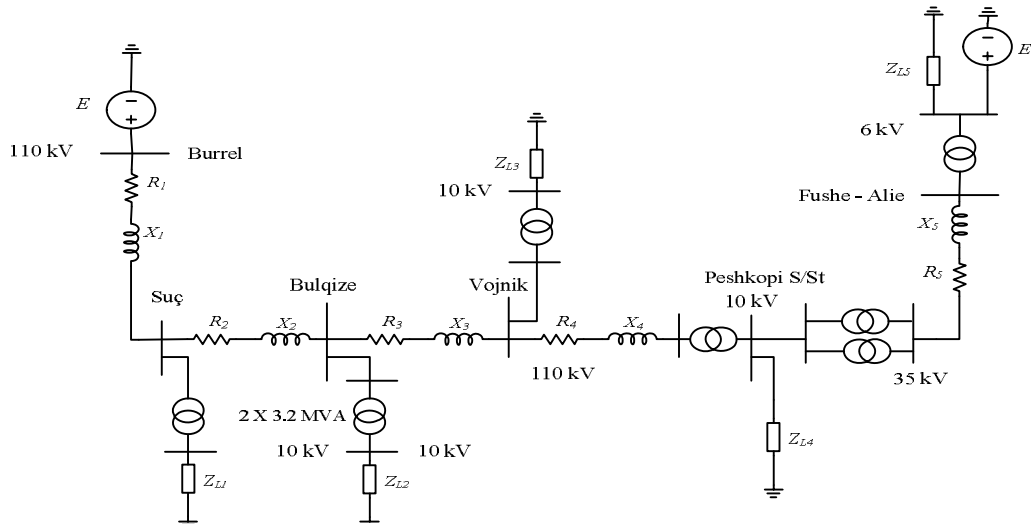 E
110 kV
Burrel
R1
X1
Suç
R2
X2
Bulqize
R3
X3
Vojnik
R4
X4
110 kV
ZL1
2 X 3.2 MVA
10 kV
10 kV
ZL2
ZL3
10 kV
Peshkopi S/St
10 kV
ZL4
35 kV
R5
X5
Fushe - Alie
6 kV
ZL5
E